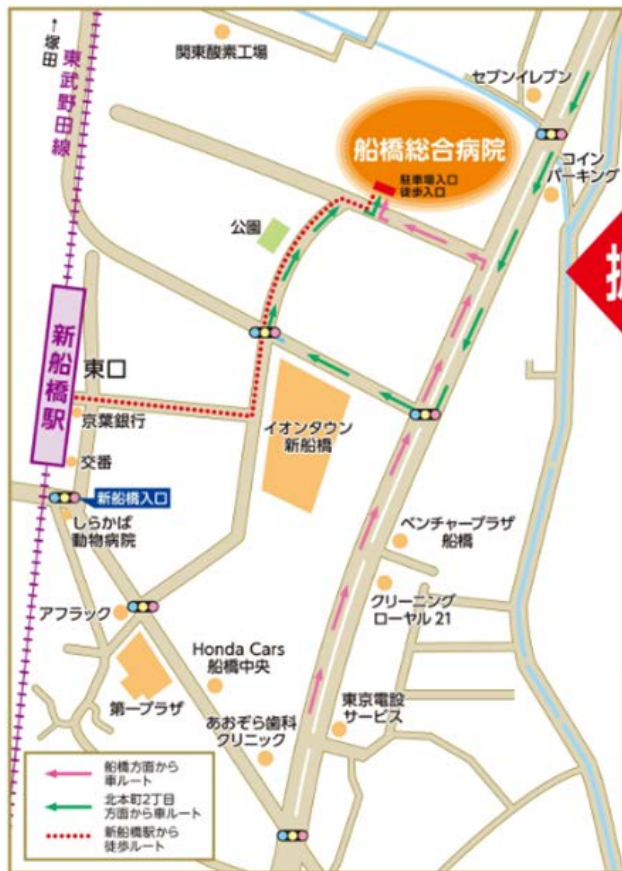 ←塚田
東武野田線
関東酸素工場
セブンイレブン
船橋総合病院
駐車場入口
徒歩入口
コイン
パーキング
公園
新船橋駅
東口
京葉銀行
交番
新船橋入口
しらかば
動物病院
イオンタウン
新船橋
ベンチャープラザ
船橋
クリーニング
ローヤル21
アフラック
Honda Cars
船橋中央
第一プラザ
あおぞら歯科
クリニック
東京電設
サービス
船橋方面から
車ルート
北本町2丁目
方面から車ルート
新船橋駅から
徒歩ルート